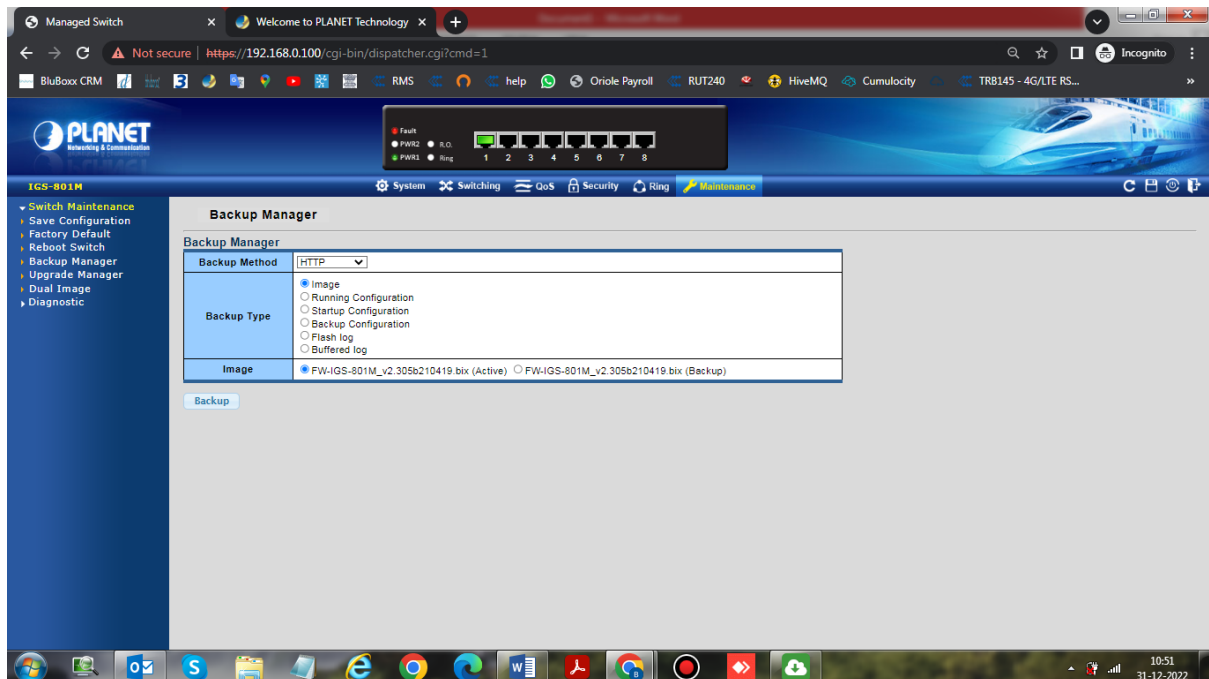 Managed Switch
Welcome to PLANET Technology
Not secure | https://192.168.0.100/cgi-bin/dispatcher.cgi?cmd=1
Incognito
BluBoxx CRM
RMS
help
Oriole Payroll
RUT240
HiveMQ
Cumulocity
TRB145 - 4G/LTE RS...
»
PLANET
Networking & Communication
Fault
PWR2 R.O.
PWR1 Ring 1 2 3 4 5 6 7 8
IGS-801M
System Switching QoS Security Ring Maintenance
Switch Maintenance
Save Configuration
Factory Default
Reboot Switch
Backup Manager
Upgrade Manager
Dual Image
Diagnostic
Backup Manager
Backup Manager
Backup Method HTTP
Backup Type
Image
Running Configuration
Startup Configuration
Backup Configuration
Flash log
Buffered log
Image FW-IGS-801M_v2.305b210419.bix (Active) FW-IGS-801M_v2.305b210419.bix (Backup)
Backup
10:51
31-12-2022